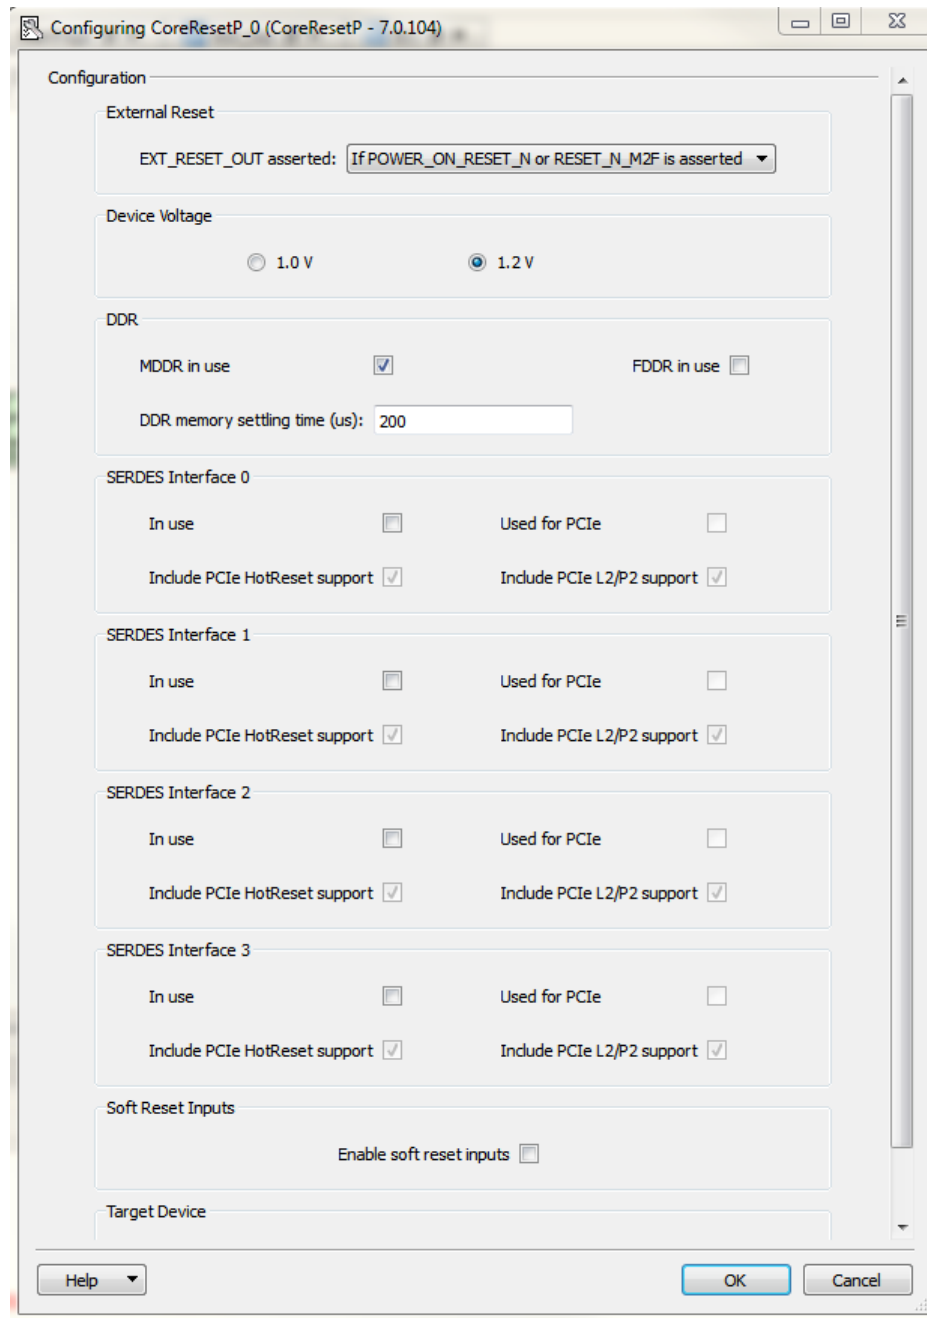 Configuring CoreResetP_0 (CoreResetP - 7.0.104)
Configuration
External Reset
EXT_RESET_OUT asserted: If POWER_ON_RESET_N or RESET_N_M2F is asserted
Device Voltage
1.0 V 1.2 V
DDR
MDDR in use FDDR in use
DDR memory settling time (us): 200
SERDES Interface 0
In use Used for PCIe
Include PCIe HotReset support Include PCIe L2/P2 support
SERDES Interface 1
In use Used for PCIe
Include PCIe HotReset support Include PCIe L2/P2 support
SERDES Interface 2
In use Used for PCIe
Include PCIe HotReset support Include PCIe L2/P2 support
SERDES Interface 3
In use Used for PCIe
Include PCIe HotReset support Include PCIe L2/P2 support
Soft Reset Inputs
Enable soft reset inputs
Target Device
Help OK Cancel